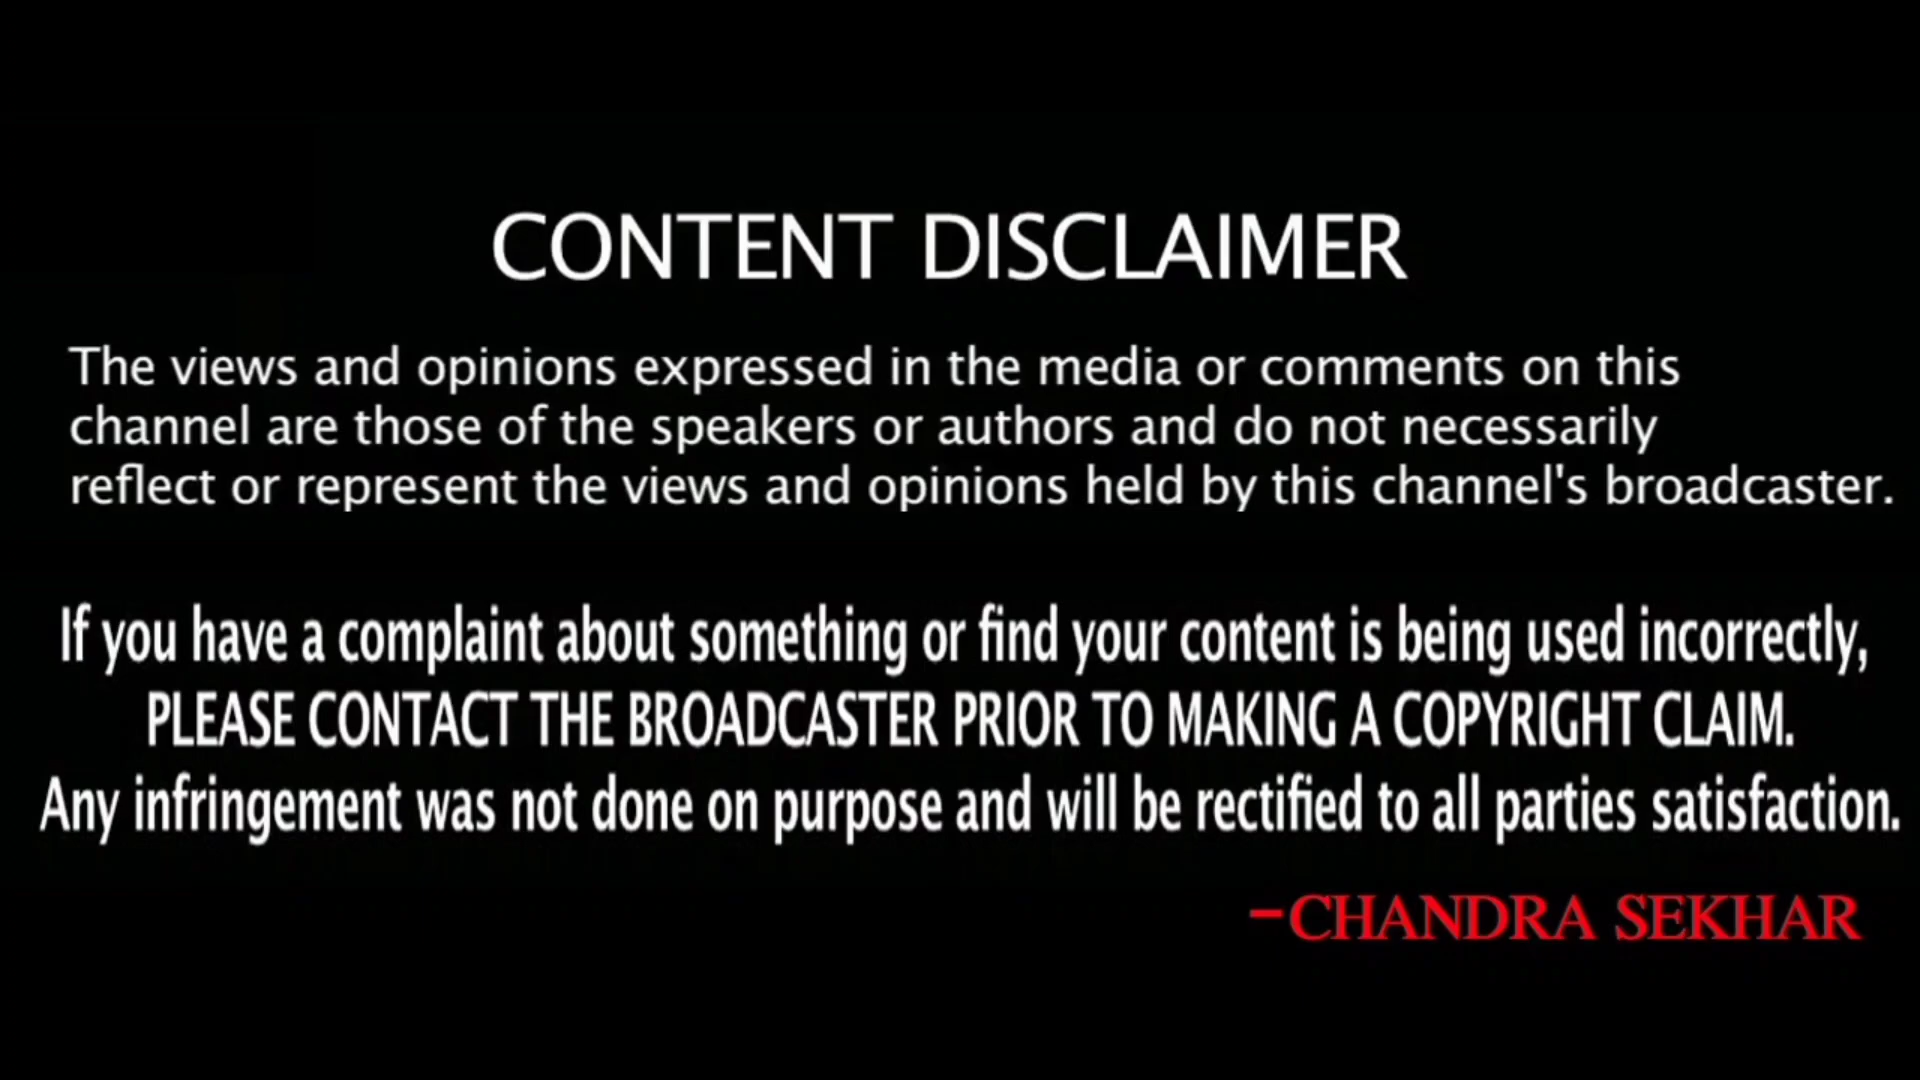 CONTENT DISCLAIMER
The views and opinions expressed in the media or comments on this
channel are those of the speakers or authors and do not necessarily
reflect or represent the views and opinions held by this channel's broadcaster.
If you have a complaint about something or find your content is being used incorrectly,
PLEASE CONTACT THE BROADCASTER PRIOR TO MAKING A COPYRIGHT CLAIM.
Any infringement was not done on purpose and will be rectified to all parties satisfaction.
-CHANDRA SEKHAR